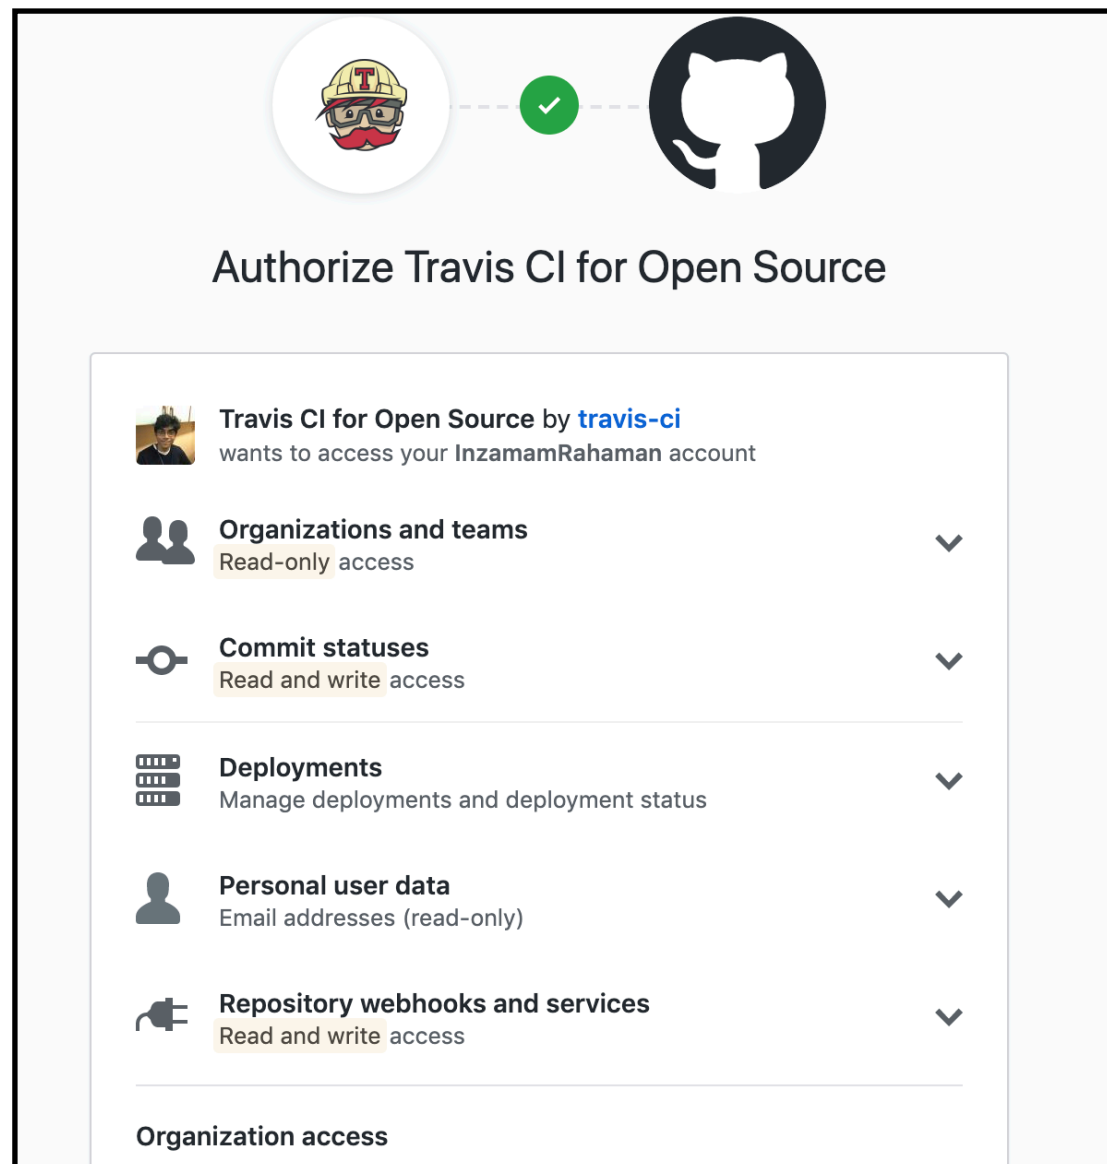 T
Authorize Travis CI for Open Source
Travis CI for Open Source by travis-ci
wants to access your InzamamRahaman account
Organizations and teams
Read-only access
Commit statuses
Read and write access
Deployments
Manage deployments and deployment status
Personal user data
Email addresses (read-only)
Repository webhooks and services
Read and write access
Organization access